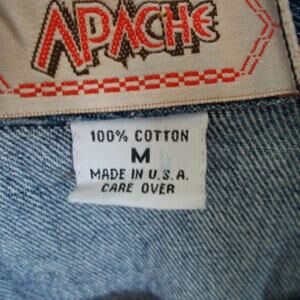 APACHE
100% COTTON
M
MADE IN U.S.A.
CARE OVER